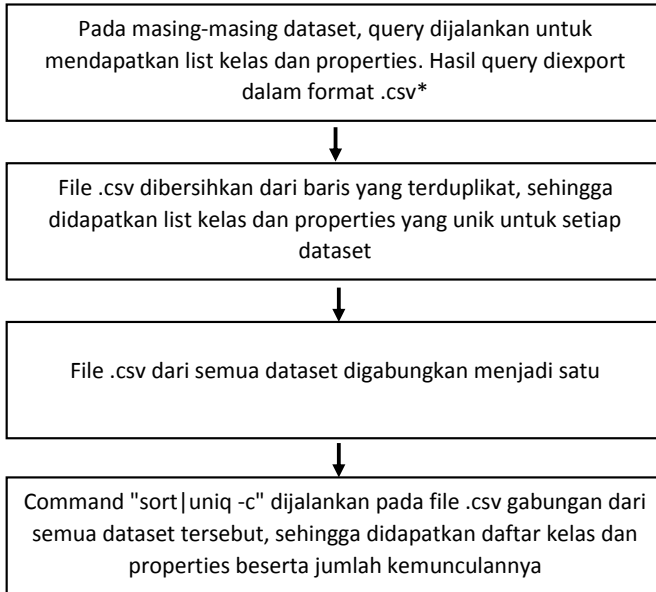 Pada masing-masing dataset, query dijalankan untuk
mendapatkan list kelas dan properties. Hasil query diexport
dalam format .csv*
File .csv dibersihkan dari baris yang terduplikat, sehingga
didapatkan list kelas dan properties yang unik untuk setiap
dataset
File .csv dari semua dataset digabungkan menjadi satu
Command "sort|uniq -c" dijalankan pada file .csv gabungan dari
semua dataset tersebut, sehingga didapatkan daftar kelas dan
properties beserta jumlah kemunculannya